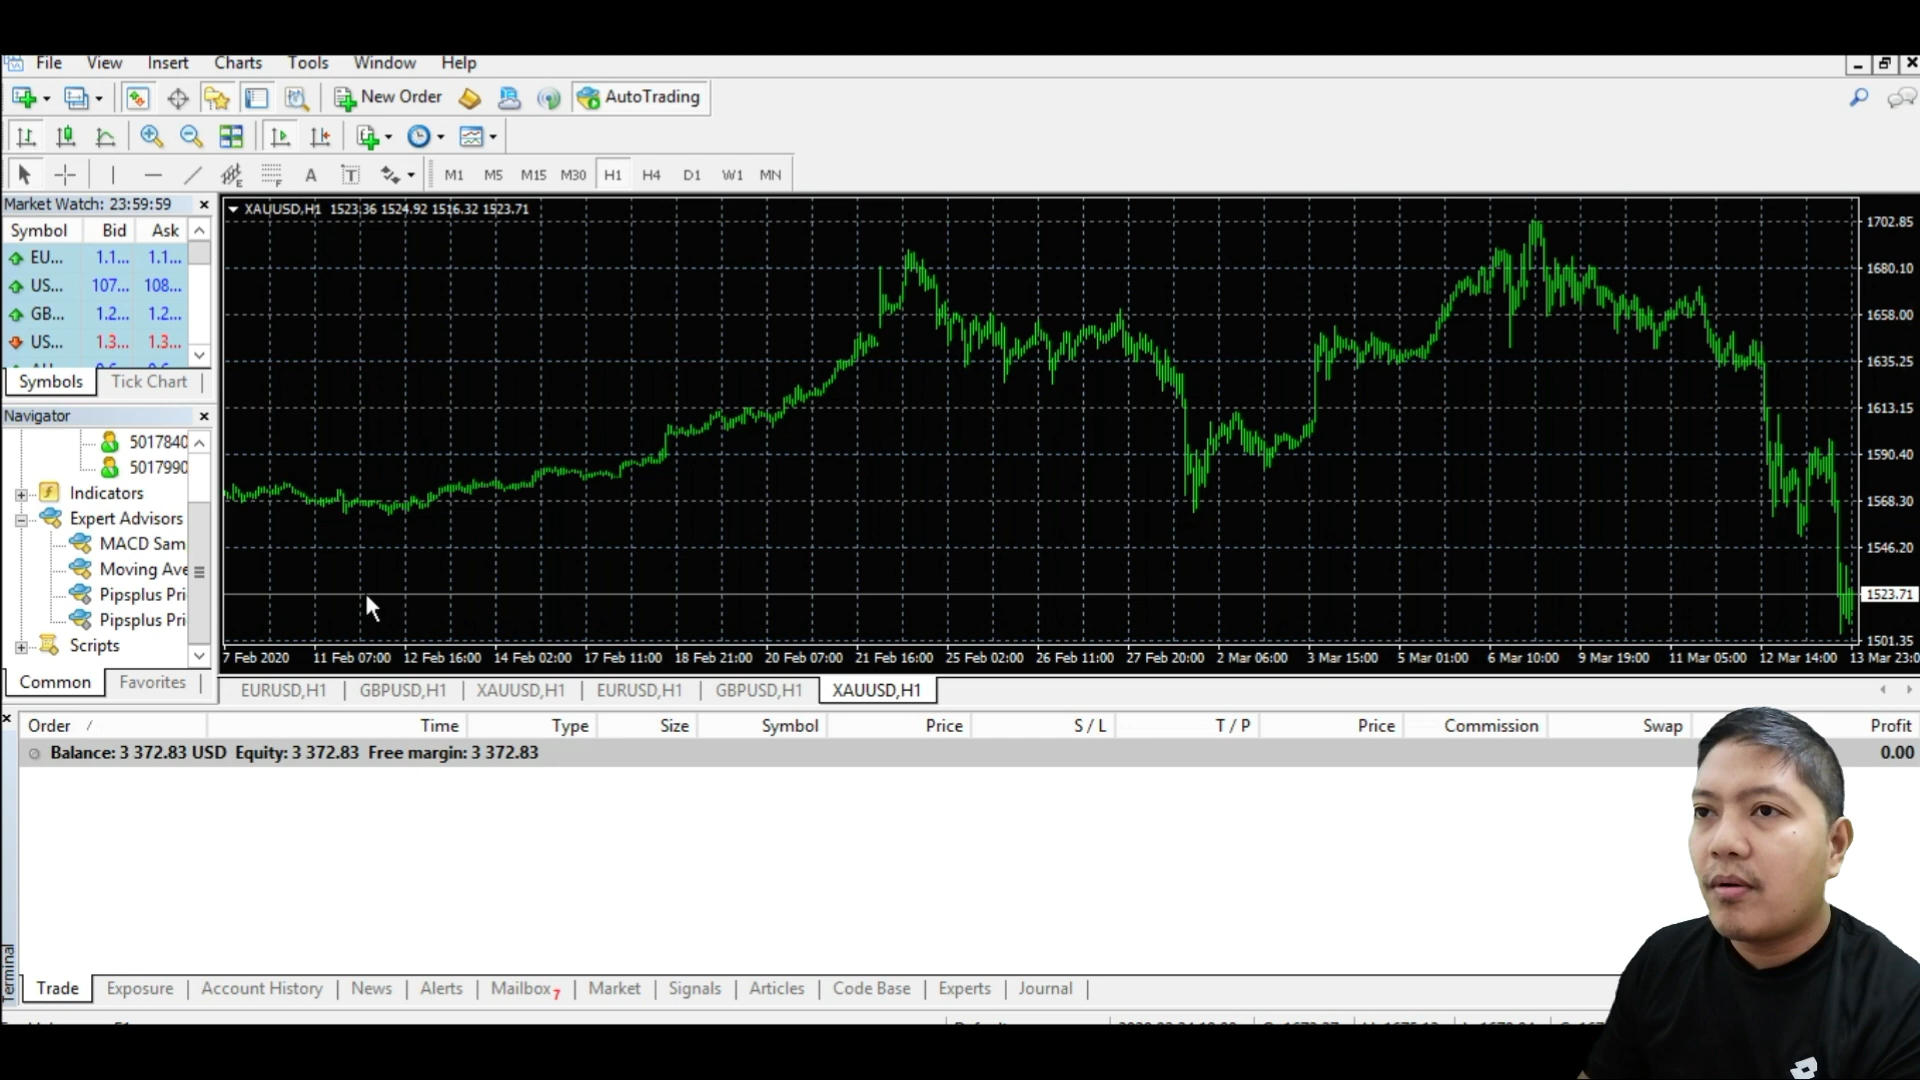 File View Insert Charts Tools Window Help
New Order AutoTrading
A T M1 M5 M15 M30 H1 H4 D1 W1 MN
Market Watch: 23:59:59
Symbol Bid Ask
EU... 1.1... 1.1...
US... 107... 108...
GB... 1.2... 1.2...
US... 1.3... 1.3...
Symbols Tick Chart
Navigator
5017840
5017990
Indicators
Expert Advisors
MACD Sam
Moving Ave
Pipsplus Pri
Pipsplus Pri
Scripts
Common Favorites
XAUUSD,H1 1523.36 1524.92 1516.32 1523.71
1702.85
1680.10
1658.00
1635.25
1613.15
1590.40
1568.30
1546.20
1523.71
1501.35
7 Feb 2020 11 Feb 07:00 12 Feb 16:00 14 Feb 02:00 17 Feb 11:00 18 Feb 21:00 20 Feb 07:00 21 Feb 16:00 25 Feb 02:00 26 Feb 11:00 27 Feb 20:00 2 Mar 06:00 3 Mar 15:00 5 Mar 01:00 6 Mar 10:00 9 Mar 19:00 11 Mar 05:00 12 Mar 14:00 13 Mar 23:0
EURUSD,H1 GBPUSD,H1 XAUUSD,H1 EURUSD,H1 GBPUSD,H1 XAUUSD,H1
Order / Time Type Size Symbol Price S / L T / P Price Commission Swap Profit
Balance: 3 372.83 USD Equity: 3 372.83 Free margin: 3 372.83 0.00
Terminal
Trade Exposure Account History News Alerts Mailbox 7 Market Signals Articles Code Base Experts Journal